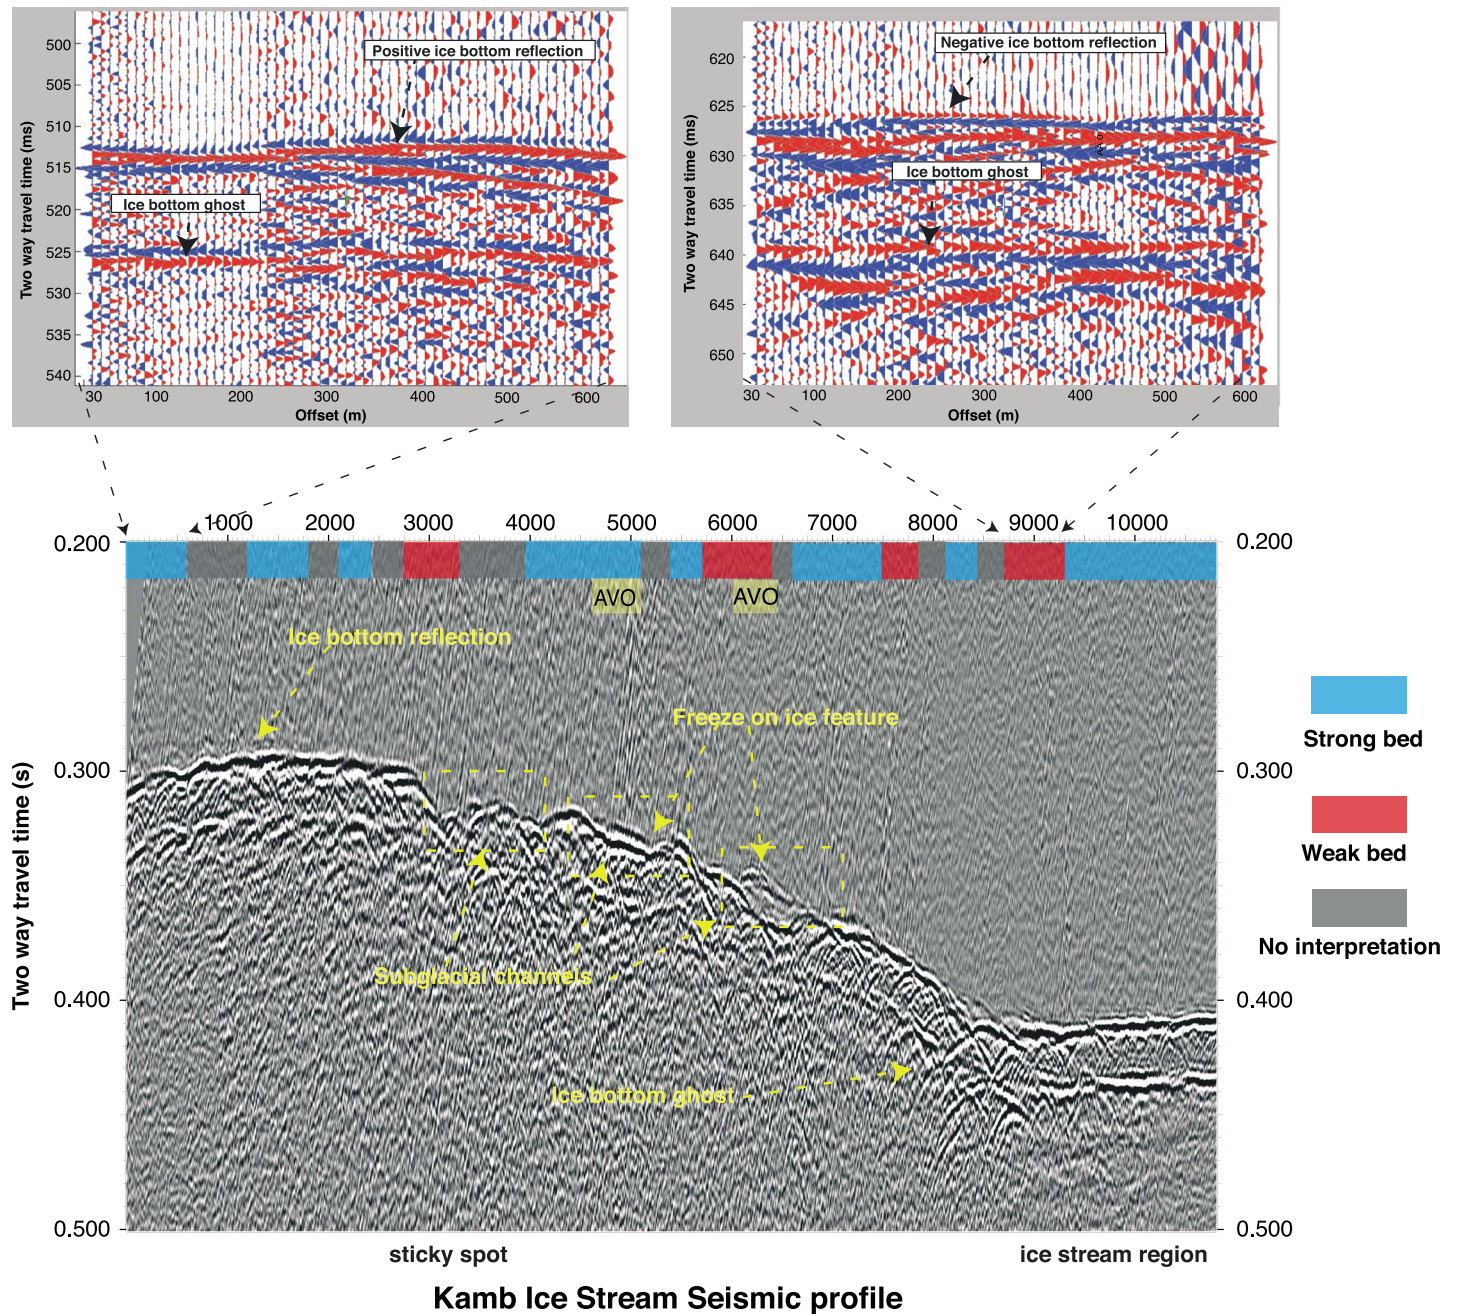 Two way travel time (ms)
500
505
510
515
520
525
530
535
540
Positive ice bottom reflection
Ice bottom ghost
30 100 200 300 400 500 600
Offset (m)
Two way travel time (ms)
620
625
630
635
640
645
650
Negative ice bottom reflection
Ice bottom ghost
30 100 200 300 400 500 600
Offset (m)
1000 2000 3000 4000 5000 6000 7000 8000 9000 10000
0.200 0.200
AVO AVO
Ice bottom reflection
Freeze on ice feature
Two way travel time (s)
0.300 0.300
Subglacial channels
0.400 0.400
Ice bottom ghost
0.500 0.500
Strong bed
Weak bed
No interpretation
sticky spot ice stream region
Kamb Ice Stream Seismic profile